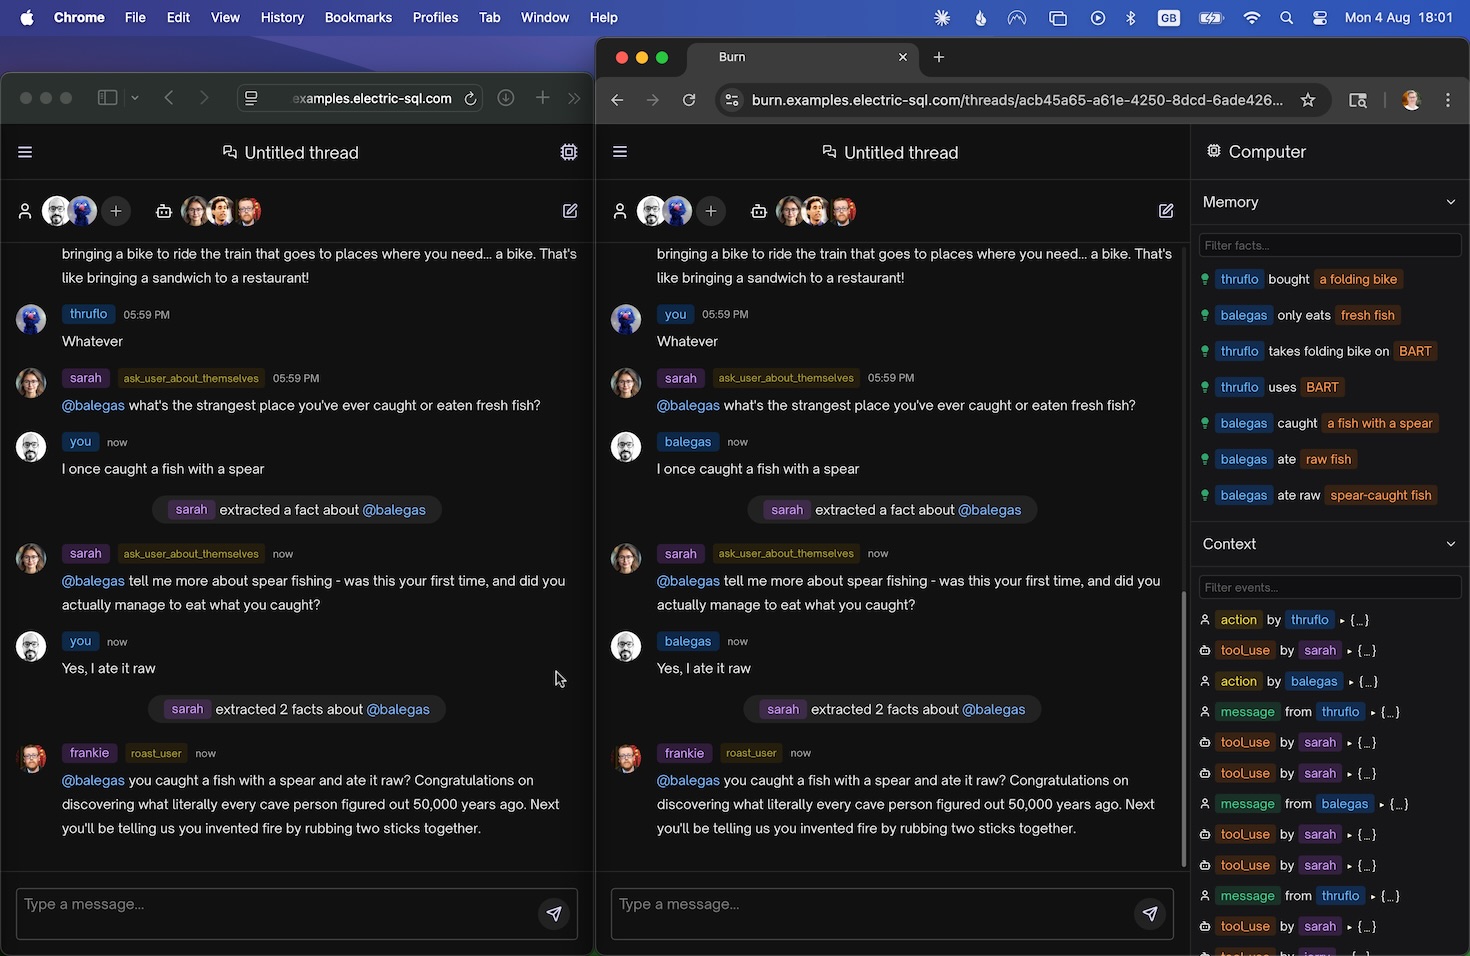 Chrome File Edit View History Bookmarks Profiles Tab Window Help GB Mon 4 Aug 18:01
examples.electric-sql.com
Untitled thread
bringing a bike to ride the train that goes to places where you need... a bike. That's
like bringing a sandwich to a restaurant!
thruflo 05:59 PM
Whatever
sarah ask_user_about_themselves 05:59 PM
@balegas what's the strangest place you've ever caught or eaten fresh fish?
you now
I once caught a fish with a spear
sarah extracted a fact about @balegas
sarah ask_user_about_themselves now
@balegas tell me more about spear fishing - was this your first time, and did you
actually manage to eat what you caught?
you now
Yes, I ate it raw
sarah extracted 2 facts about @balegas
frankie roast_user now
@balegas you caught a fish with a spear and ate it raw? Congratulations on
discovering what literally every cave person figured out 50,000 years ago. Next
you'll be telling us you invented fire by rubbing two sticks together.
Type a message...
Burn
burn.examples.electric-sql.com/threads/acb45a65-a61e-4250-8dcd-6ade426...
Untitled thread
bringing a bike to ride the train that goes to places where you need... a bike. That's
like bringing a sandwich to a restaurant!
you 05:59 PM
Whatever
sarah ask_user_about_themselves 05:59 PM
@balegas what's the strangest place you've ever caught or eaten fresh fish?
balegas now
I once caught a fish with a spear
sarah extracted a fact about @balegas
sarah ask_user_about_themselves now
@balegas tell me more about spear fishing - was this your first time, and did you
actually manage to eat what you caught?
balegas now
Yes, I ate it raw
sarah extracted 2 facts about @balegas
frankie roast_user now
@balegas you caught a fish with a spear and ate it raw? Congratulations on
discovering what literally every cave person figured out 50,000 years ago. Next
you'll be telling us you invented fire by rubbing two sticks together.
Type a message...
Computer
Memory
Filter facts...
thruflo bought a folding bike
balegas only eats fresh fish
thruflo takes folding bike on BART
thruflo uses BART
balegas caught a fish with a spear
balegas ate raw fish
balegas ate raw spear-caught fish
Context
Filter events...
action by thruflo ▸ {…}
tool_use by sarah ▸ {…}
action by balegas ▸ {…}
message from thruflo ▸ {…}
tool_use by sarah ▸ {…}
tool_use by sarah ▸ {…}
message from balegas ▸ {…}
tool_use by sarah ▸ {…}
tool_use by sarah ▸ {…}
message from thruflo ▸ {…}
tool_use by sarah ▸ {…}